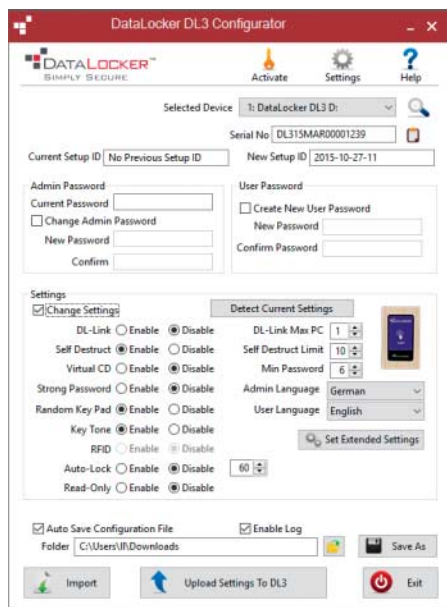 DataLocker DL3 Configurator
DATALOCKER™
SIMPLY SECURE
Activate Settings Help
Selected Device 1: DataLocker DL3 D:
Serial No DL315MAR00001239
Current Setup ID No Previous Setup ID New Setup ID 2015-10-27-11
Admin Password User Password
Current Password Create New User Password
Change Admin Password New Password
New Password Confirm Password
Confirm
Settings
Change Settings Detect Current Settings
DL-Link Enable Disable DL-Link Max PC 1
Self Destruct Enable Disable Self Destruct Limit 10
Virtual CD Enable Disable Min Password 6
Strong Password Enable Disable Admin Language German
Random Key Pad Enable Disable User Language English
Key Tone Enable Disable Set Extended Settings
RFID Enable Disable
Auto-Lock Enable Disable 60
Read-Only Enable Disable
Auto Save Configuration File Enable Log
Folder C:\Users\ll\Downloads Save As
Import Upload Settings To DL3 Exit